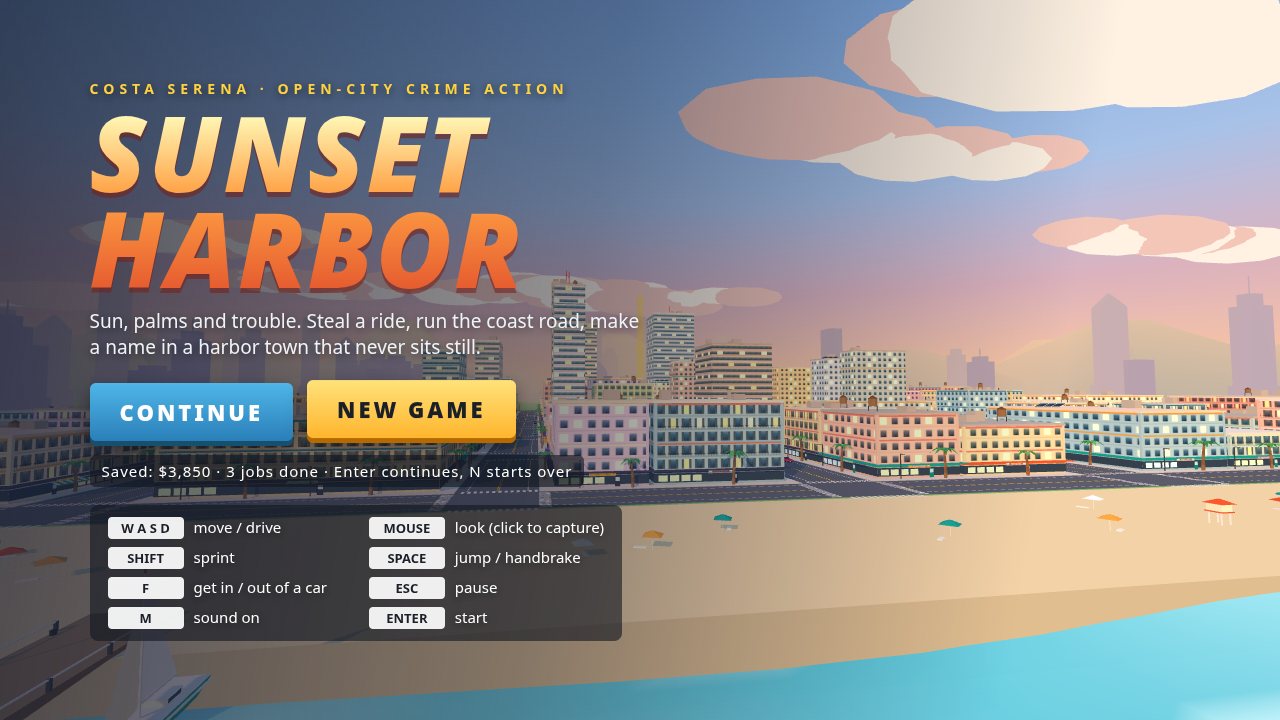 COSTA SERENA · OPEN-CITY CRIME ACTION
SUNSET
HARBOR
Sun, palms and trouble. Steal a ride, run the coast road, make
a name in a harbor town that never sits still.
CONTINUE NEW GAME
Saved: $3,850 · 3 jobs done · Enter continues, N starts over
W A S D move / drive MOUSE look (click to capture)
SHIFT sprint SPACE jump / handbrake
F get in / out of a car ESC pause
M sound on ENTER start